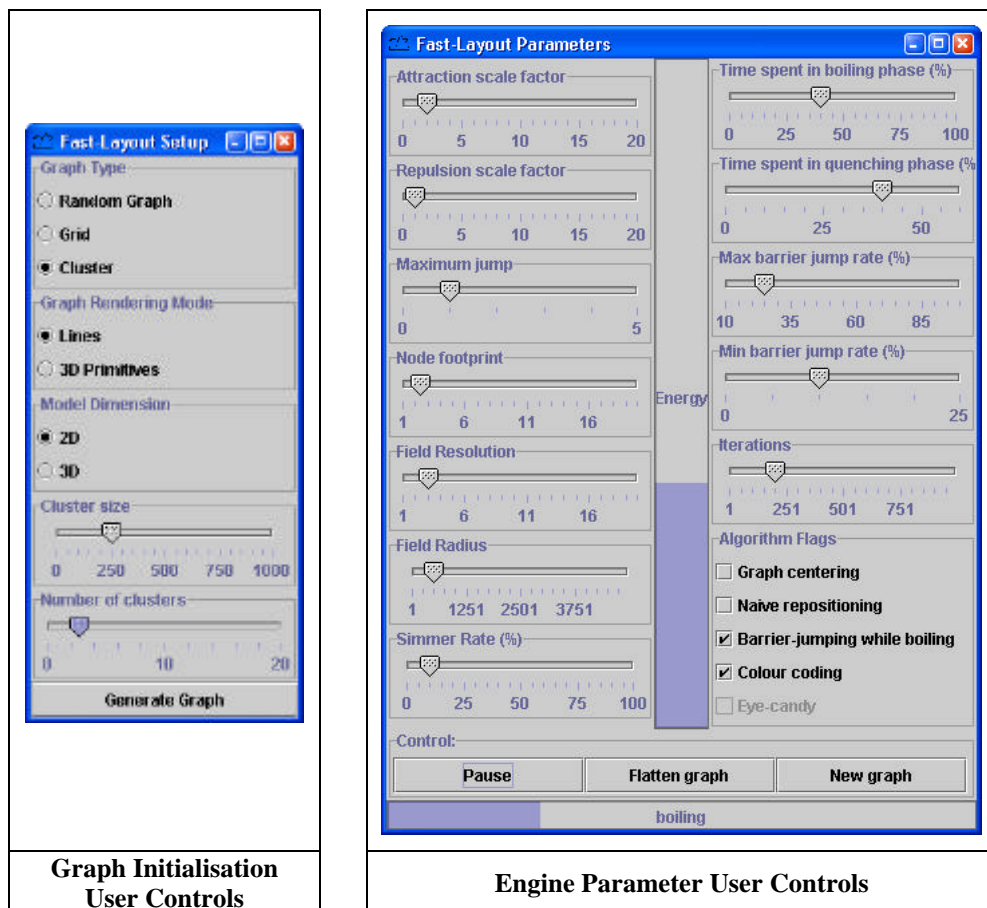 Fast-Layout Setup
Graph Type
Random Graph
Grid
Cluster
Graph Rendering Mode
Lines
3D Primitives
Model Dimension
2D
3D
Cluster size
0 250 500 750 1000
Number of clusters
0 10 20
Generate Graph
Graph Initialisation
User Controls
Fast-Layout Parameters
Attraction scale factor
0 5 10 15 20
Repulsion scale factor
0 5 10 15 20
Maximum jump
0 5
Node footprint
1 6 11 16
Field Resolution
1 6 11 16
Field Radius
1 1251 2501 3751
Simmer Rate (%)
0 25 50 75 100
Energy
Time spent in boiling phase (%)
0 25 50 75 100
Time spent in quenching phase (%
0 25 50
Max barrier jump rate (%)
10 35 60 85
Min barrier jump rate (%)
0 25
Iterations
1 251 501 751
Algorithm Flags
Graph centering
Naive repositioning
Barrier-jumping while boiling
Colour coding
Eye-candy
Control:
Pause Flatten graph New graph
boiling
Engine Parameter User Controls